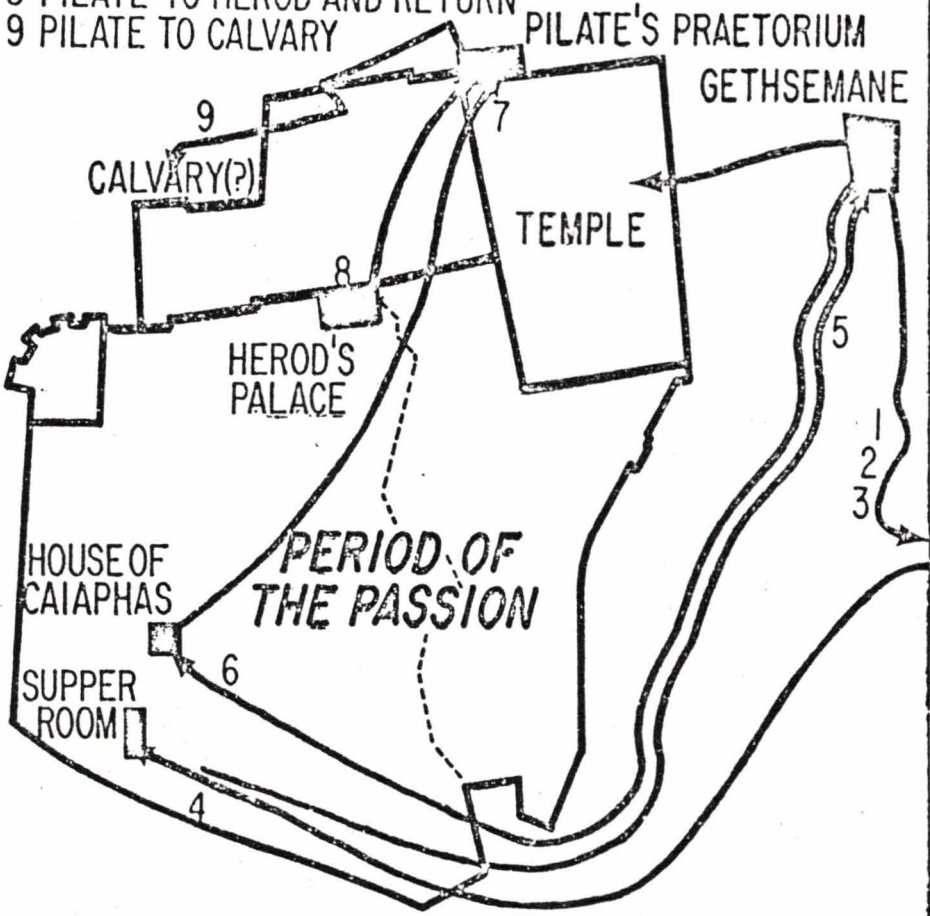 8 PILATE TO HEROD AND RETURN
9 PILATE TO CALVARY
PILATE'S PRAETORIUM
GETHSEMANE
9
7
CALVARY(?)
TEMPLE
8
5
HEROD'S
PALACE
1
2
3
HOUSE OF
CAIAPHAS
PERIOD OF
THE PASSION
6
SUPPER
ROOM
4